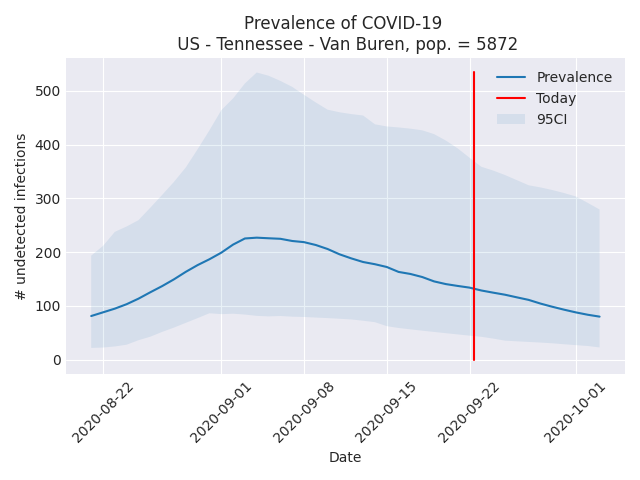 Prevalence of COVID-19
US - Tennessee - Van Buren, pop. = 5872
Prevalence
Today
95CI
500
400
300
200
100
0
# undetected infections
2020-08-22
2020-09-01
2020-09-08
2020-09-15
2020-09-22
2020-10-01
Date